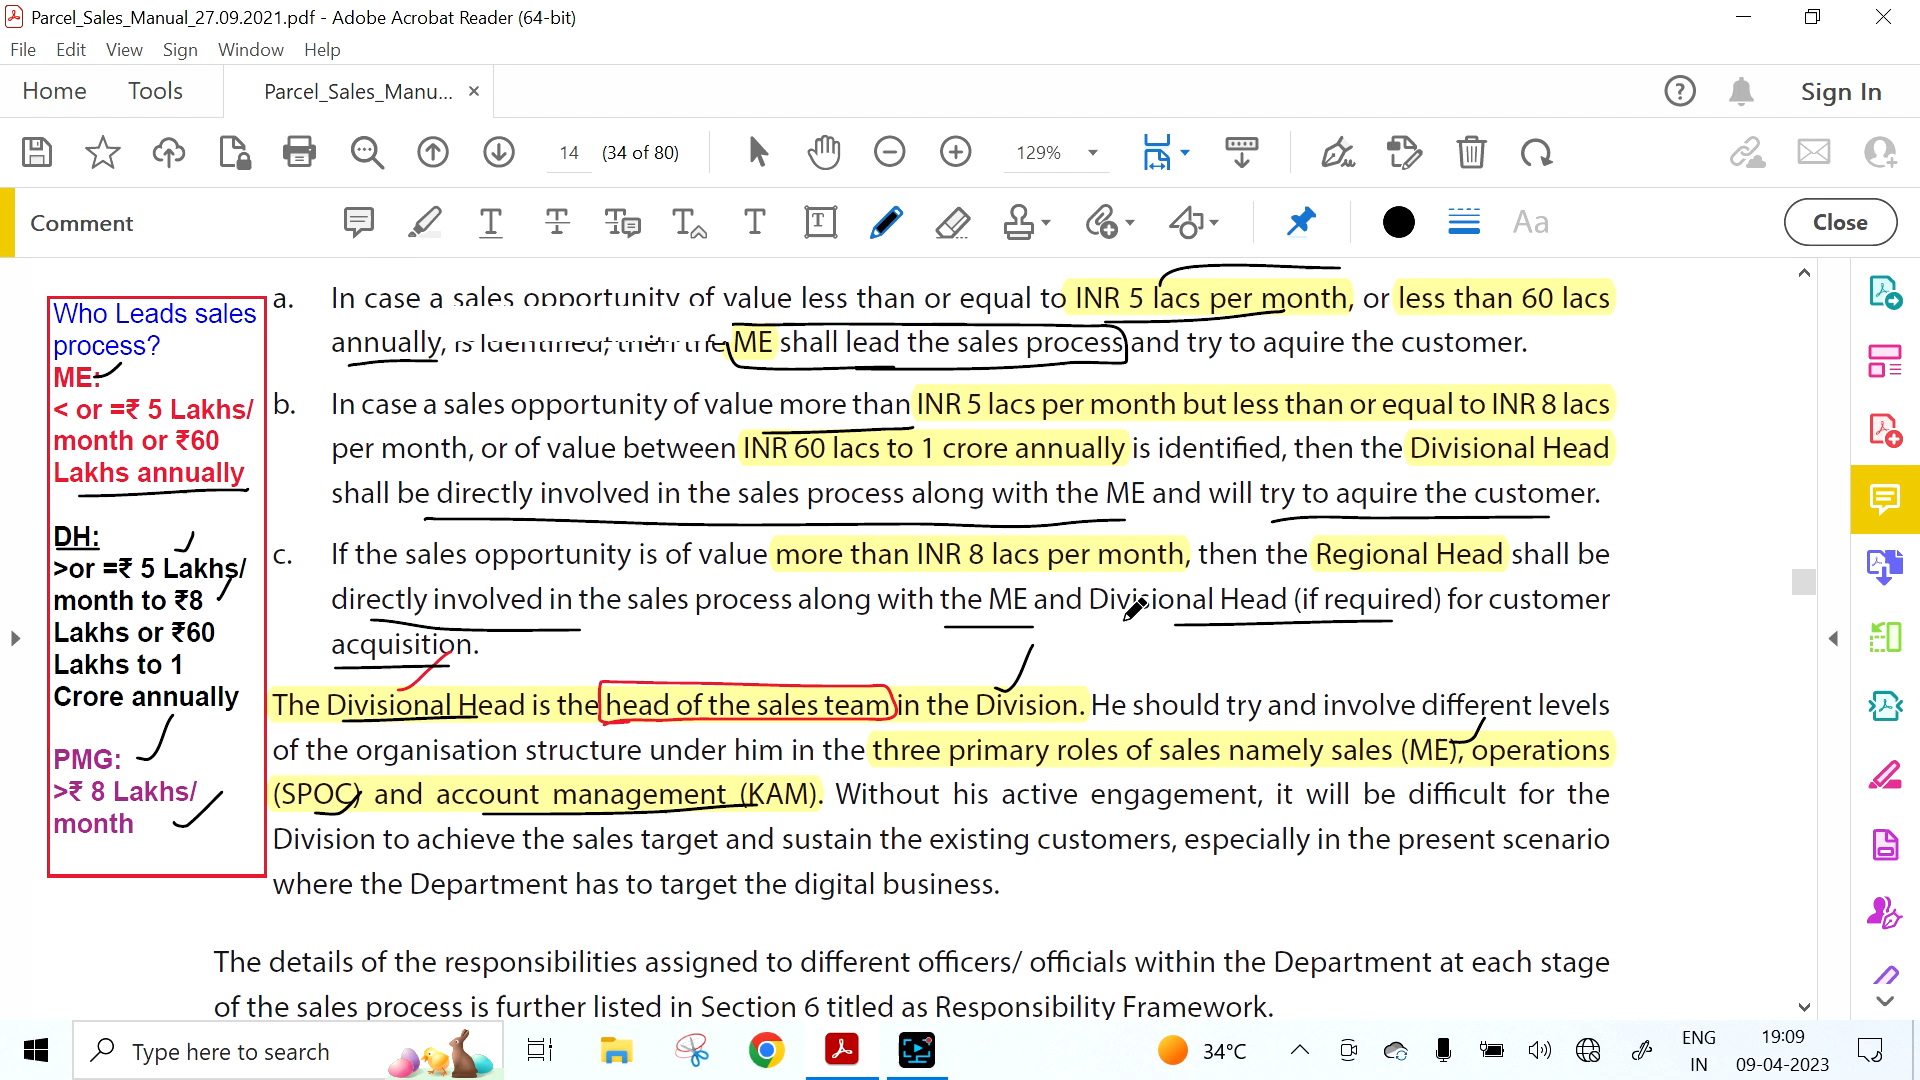 Parcel_Sales_Manual_27.09.2021.pdf - Adobe Acrobat Reader (64-bit)
File Edit View Sign Window Help
Home Tools Parcel_Sales_Manu... × Sign In
14 (34 of 80) 129%
Comment Aa Close
Who Leads sales
process?
ME:
< or =₹ 5 Lakhs/
month or ₹60
Lakhs annually
DH:
>or =₹ 5 Lakhs/
month to ₹8
Lakhs or ₹60
Lakhs to 1
Crore annually
PMG:
>₹ 8 Lakhs/
month
a. In case a sales opportunity of value less than or equal to INR 5 lacs per month, or less than 60 lacs
annually, is identified, then the ME shall lead the sales process and try to aquire the customer.
b. In case a sales opportunity of value more than INR 5 lacs per month but less than or equal to INR 8 lacs
per month, or of value between INR 60 lacs to 1 crore annually is identified, then the Divisional Head
shall be directly involved in the sales process along with the ME and will try to aquire the customer.
c. If the sales opportunity is of value more than INR 8 lacs per month, then the Regional Head shall be
directly involved in the sales process along with the ME and Divisional Head (if required) for customer
acquisition.
The Divisional Head is the head of the sales team in the Division. He should try and involve different levels
of the organisation structure under him in the three primary roles of sales namely sales (ME), operations
(SPOC) and account management (KAM). Without his active engagement, it will be difficult for the
Division to achieve the sales target and sustain the existing customers, especially in the present scenario
where the Department has to target the digital business.
The details of the responsibilities assigned to different officers/ officials within the Department at each stage
of the sales process is further listed in Section 6 titled as Responsibility Framework.
Type here to search
34°C
ENG
IN
19:09
09-04-2023